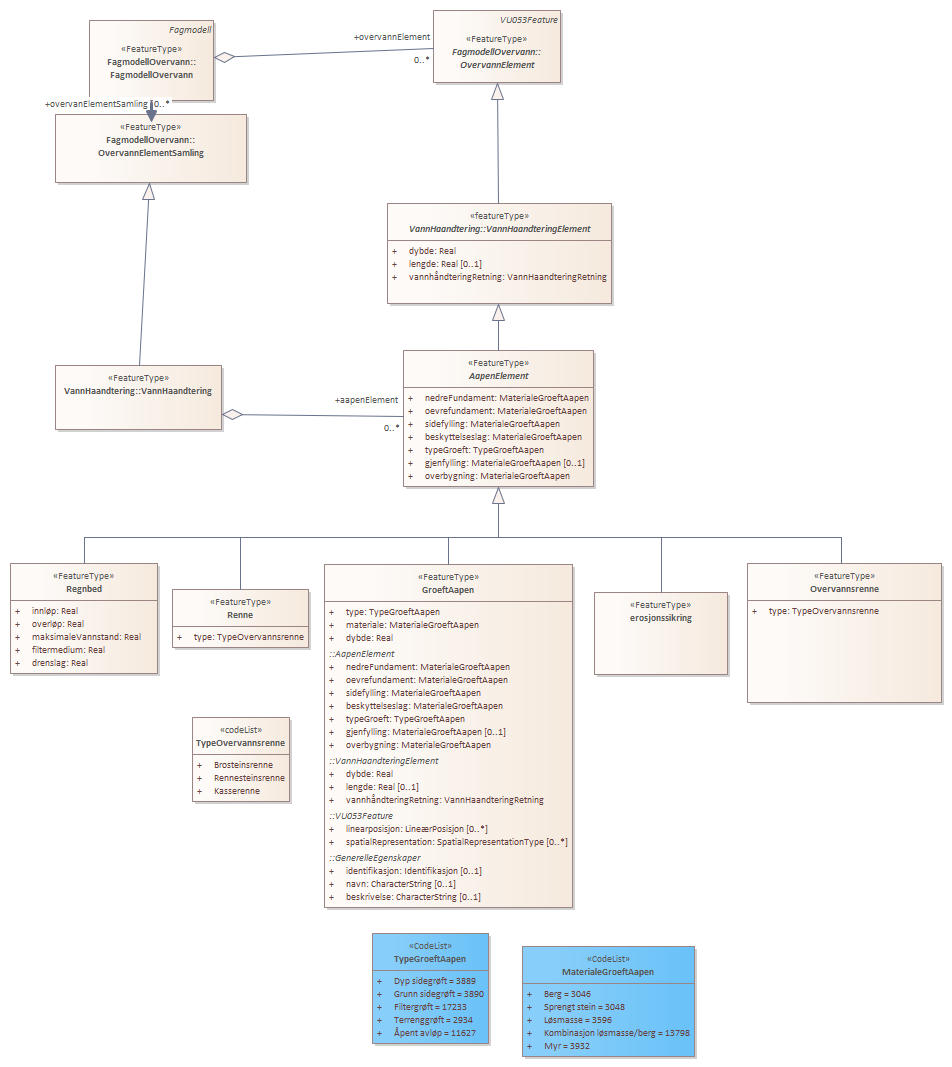 Fagmodell
«FeatureType»
FagmodellOvervann::
FagmodellOvervann
+overvannElement
0..*
VU053Feature
«FeatureType»
FagmodellOvervann::
OvervannElement
+overvanElementSamling 0..*
«FeatureType»
FagmodellOvervann::
OvervannElementSamling
«featureType»
VannHaandtering::VannHaandteringElement
+ dybde: Real
+ lengde: Real [0..1]
+ vannhåndteringRetning: VannHaandteringRetning
«FeatureType»
VannHaandtering::VannHaandtering
+aapenElement
0..*
«FeatureType»
AapenElement
+ nedreFundament: MaterialeGroeftAapen
+ oevrefundament: MaterialeGroeftAapen
+ sidefylling: MaterialeGroeftAapen
+ beskyttelseslag: MaterialeGroeftAapen
+ typeGroeft: TypeGroeftAapen
+ gjenfylling: MaterialeGroeftAapen [0..1]
+ overbygning: MaterialeGroeftAapen
«FeatureType»
Regnbed
+ innløp: Real
+ overløp: Real
+ maksimaleVannstand: Real
+ filtermedium: Real
+ drenslag: Real
«FeatureType»
Renne
+ type: TypeOvervannsrenne
«FeatureType»
GroeftAapen
+ type: TypeGroeftAapen
+ materiale: MaterialeGroeftAapen
+ dybde: Real
::AapenElement
+ nedreFundament: MaterialeGroeftAapen
+ oevrefundament: MaterialeGroeftAapen
+ sidefylling: MaterialeGroeftAapen
+ beskyttelseslag: MaterialeGroeftAapen
+ typeGroeft: TypeGroeftAapen
+ gjenfylling: MaterialeGroeftAapen [0..1]
+ overbygning: MaterialeGroeftAapen
::VannHaandteringElement
+ dybde: Real
+ lengde: Real [0..1]
+ vannhåndteringRetning: VannHaandteringRetning
::VU053Feature
+ linearposisjon: LineærPosisjon [0..*]
+ spatialRepresentation: SpatialRepresentationType [0..*]
::GenerelleEgenskaper
+ identifikasjon: Identifikasjon [0..1]
+ navn: CharacterString [0..1]
+ beskrivelse: CharacterString [0..1]
«FeatureType»
erosjonssikring
«FeatureType»
Overvannsrenne
+ type: TypeOvervannsrenne
«codeList»
TypeOvervannsrenne
+ Brosteinsrenne
+ Rennesteinsrenne
+ Kasserenne
«CodeList»
TypeGroeftAapen
+ Dyp sidegrøft = 3889
+ Grunn sidegrøft = 3890
+ Filtergrøft = 17233
+ Terrenggrøft = 2934
+ Åpent avløp = 11627
«CodeList»
MaterialeGroeftAapen
+ Berg = 3046
+ Sprengt stein = 3048
+ Løsmasse = 3596
+ Kombinasjon løsmasse/berg = 13798
+ Myr = 3932